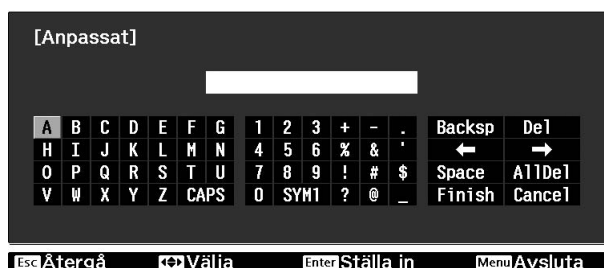 [Anpassat]
A B C D E F G 1 2 3 + - . Backsp Del
H I J K L M N 4 5 6 % & ' ← →
O P Q R S T U 7 8 9 ! # $ Space AllDel
V W X Y Z CAPS 0 SYM1 ? @ _ Finish Cancel
Esc Återgå Välja Enter Ställa in Menu Avsluta